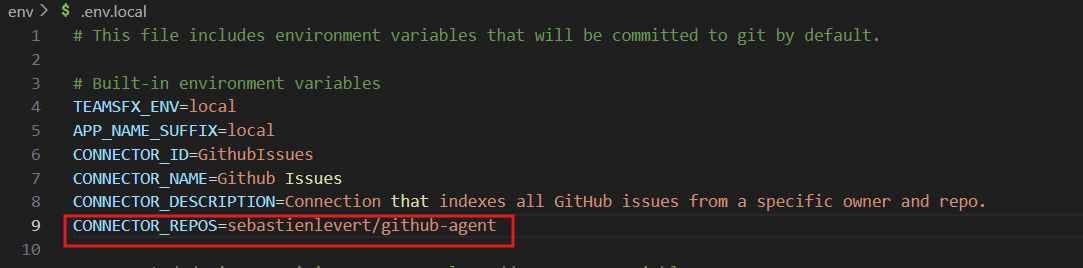 env > $ .env.local
1 # This file includes environment variables that will be committed to git by default.
2
3 # Built-in environment variables
4 TEAMSFX_ENV=local
5 APP_NAME_SUFFIX=local
6 CONNECTOR_ID=GithubIssues
7 CONNECTOR_NAME=Github Issues
8 CONNECTOR_DESCRIPTION=Connection that indexes all GitHub issues from a specific owner and repo.
9 CONNECTOR_REPOS=sebastienlevert/github-agent
10